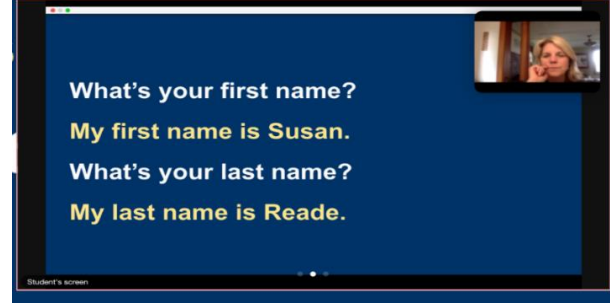 What's your first name?
My first name is Susan.
What's your last name?
My last name is Reade.
Student's screen